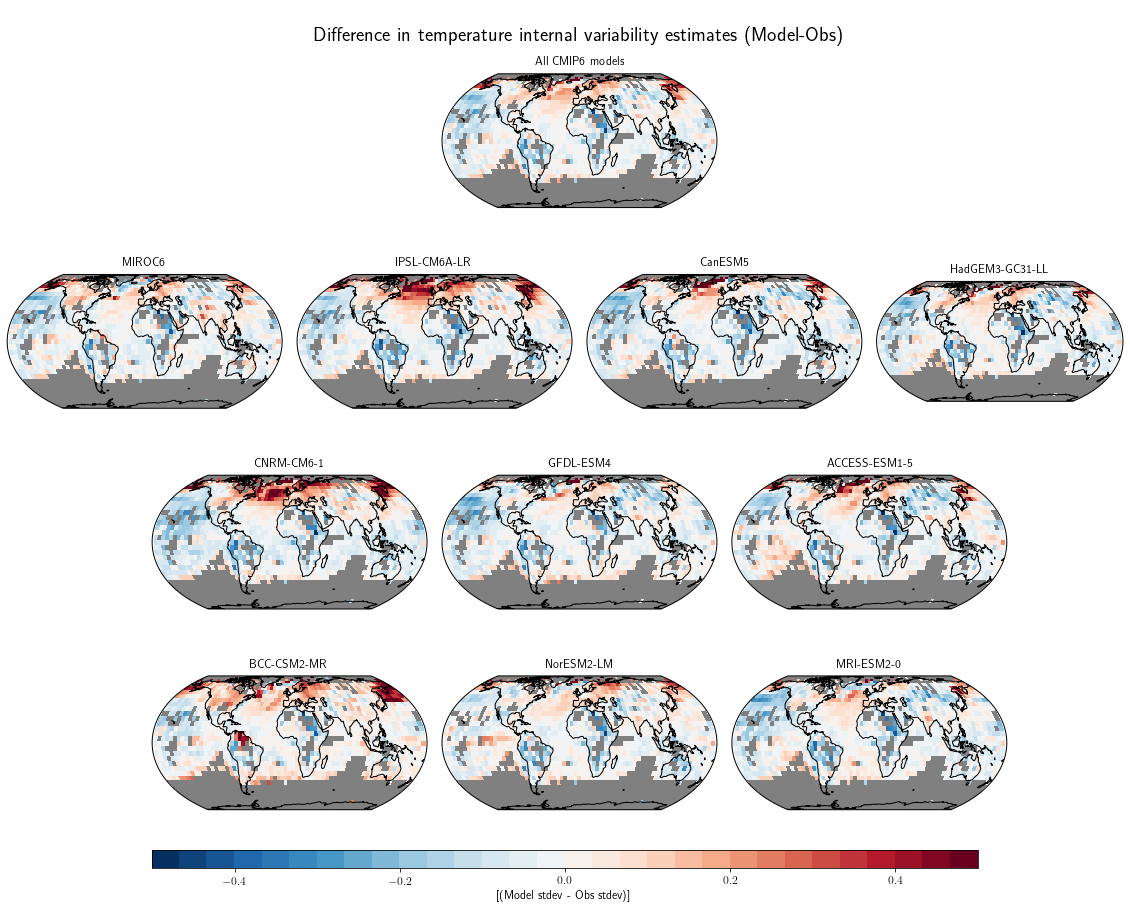 Difference in temperature internal variability estimates (Model-Obs)
All CMIP6 models
MIROC6
IPSL-CM6A-LR
CanESM5
HadGEM3-GC31-LL
CNRM-CM6-1
GFDL-ESM4
ACCESS-ESM1-5
BCC-CSM2-MR
NorESM2-LM
MRI-ESM2-0
−0.4 −0.2 0.0 0.2 0.4
[(Model stdev - Obs stdev)]